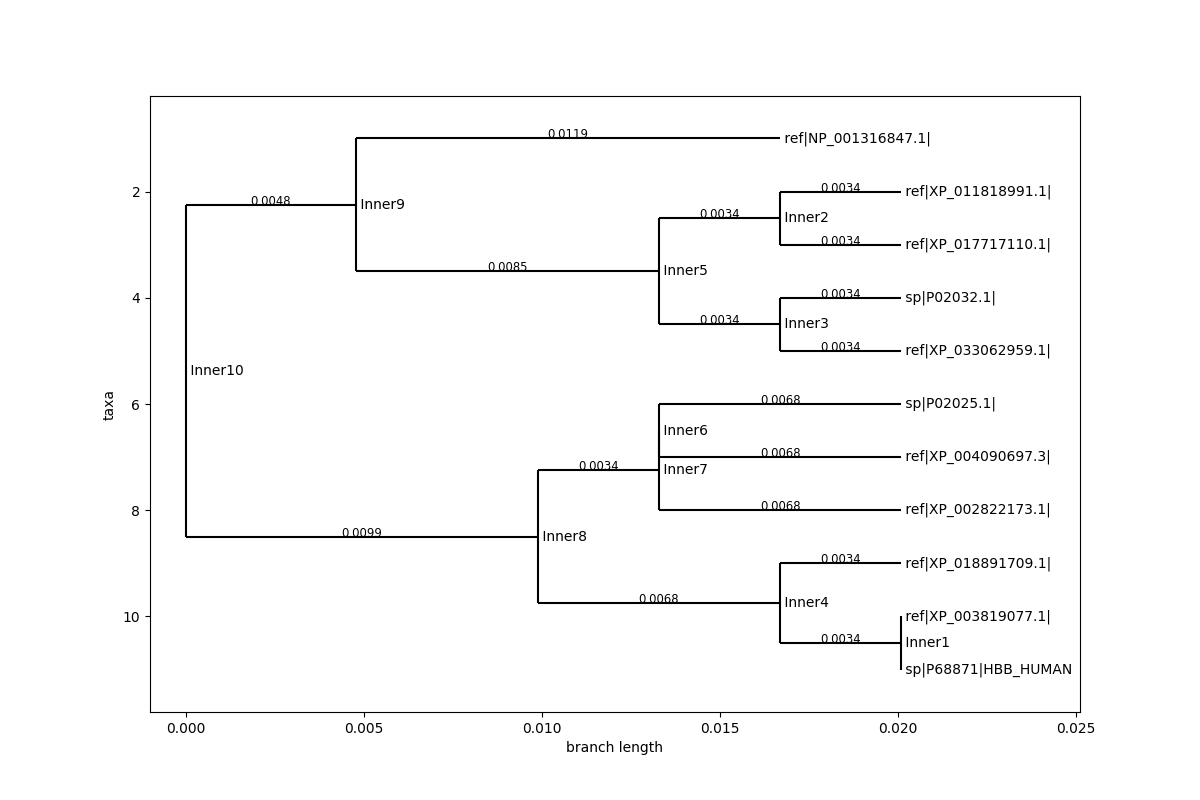 0.0119
ref|NP_001316847.1|
0.0034
ref|XP_011818991.1|
2
0.0048
Inner9
0.0034
Inner2
0.0034
ref|XP_017717110.1|
0.0085
Inner5
0.0034
sp|P02032.1|
4
0.0034
Inner3
0.0034
ref|XP_033062959.1|
Inner10
taxa
0.0068
sp|P02025.1|
6
Inner6
0.0068
ref|XP_004090697.3|
0.0034
Inner7
0.0068
ref|XP_002822173.1|
8
0.0099
Inner8
0.0034
ref|XP_018891709.1|
0.0068
Inner4
10
ref|XP_003819077.1|
0.0034
Inner1
sp|P68871|HBB_HUMAN
0.000 0.005 0.010 0.015 0.020 0.025
branch length